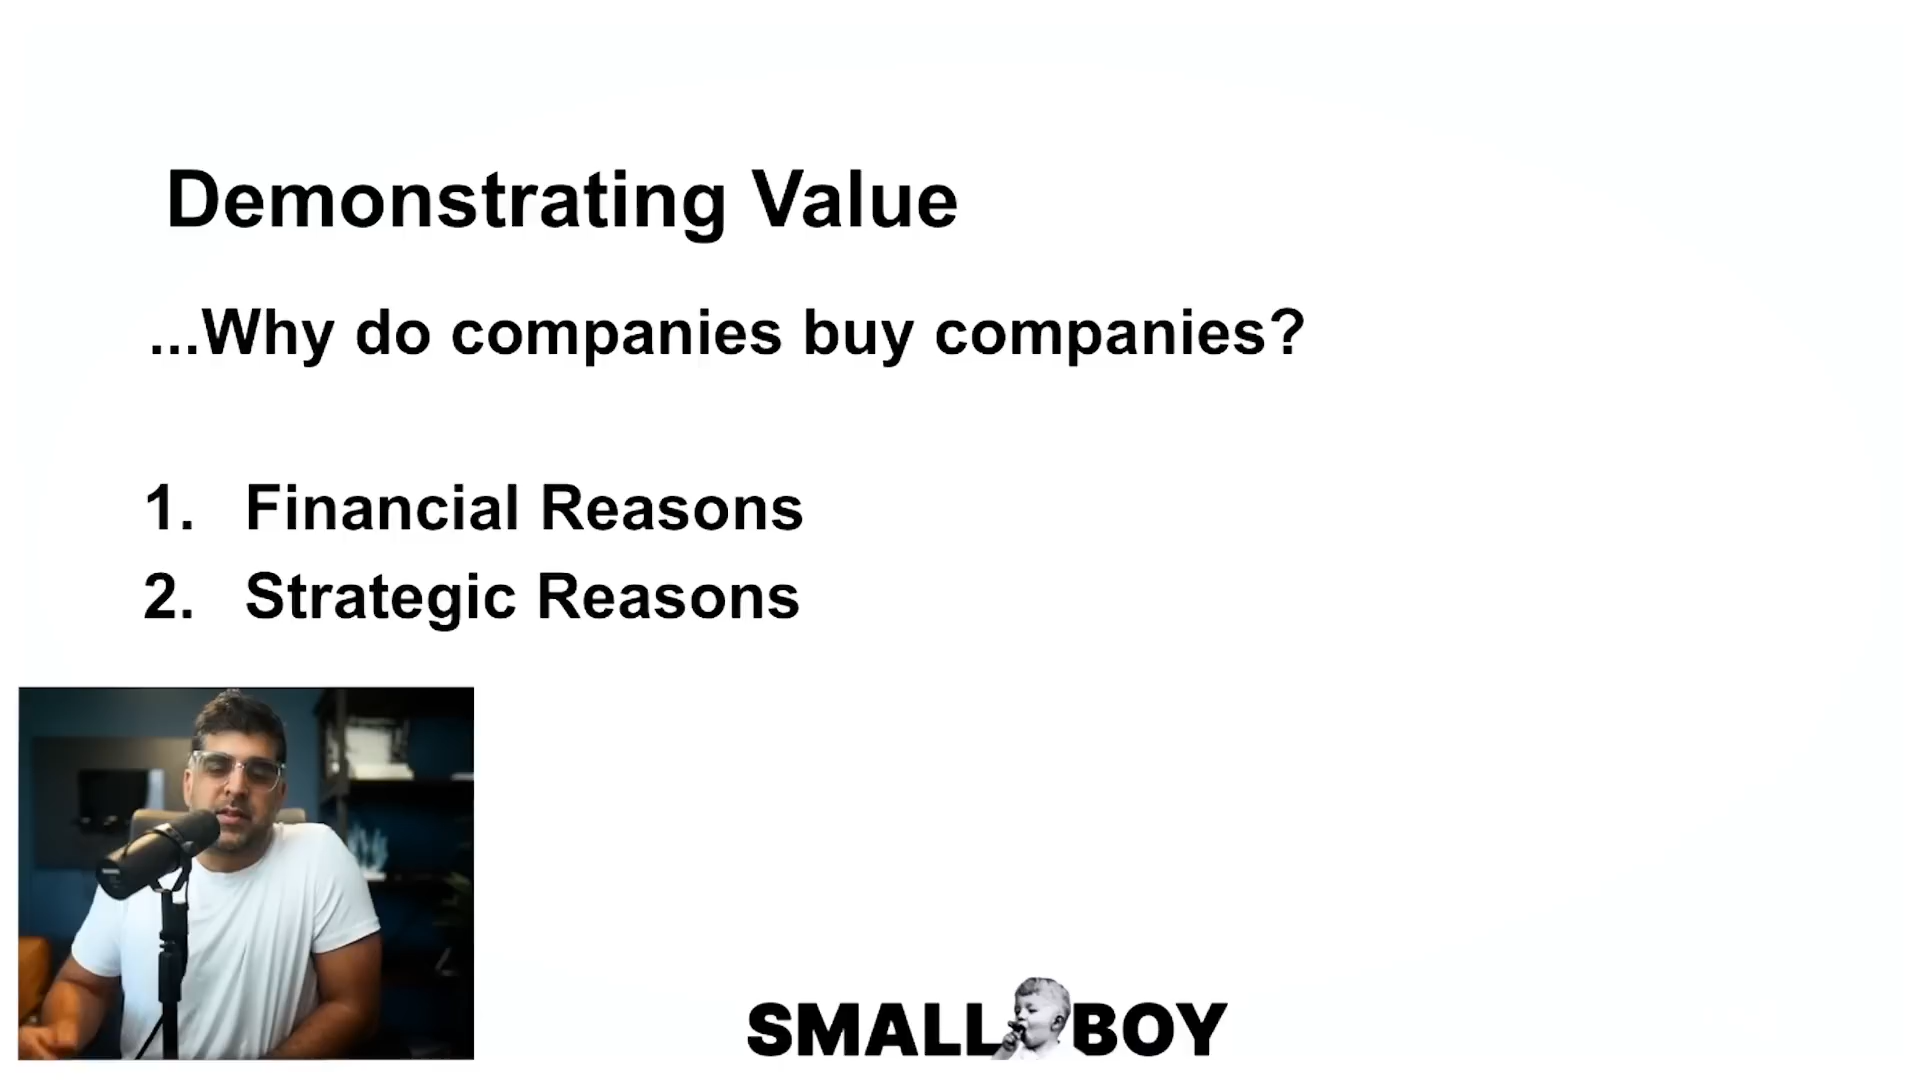 Demonstrating Value
...Why do companies buy companies?
1. Financial Reasons
2. Strategic Reasons
SMALL BOY